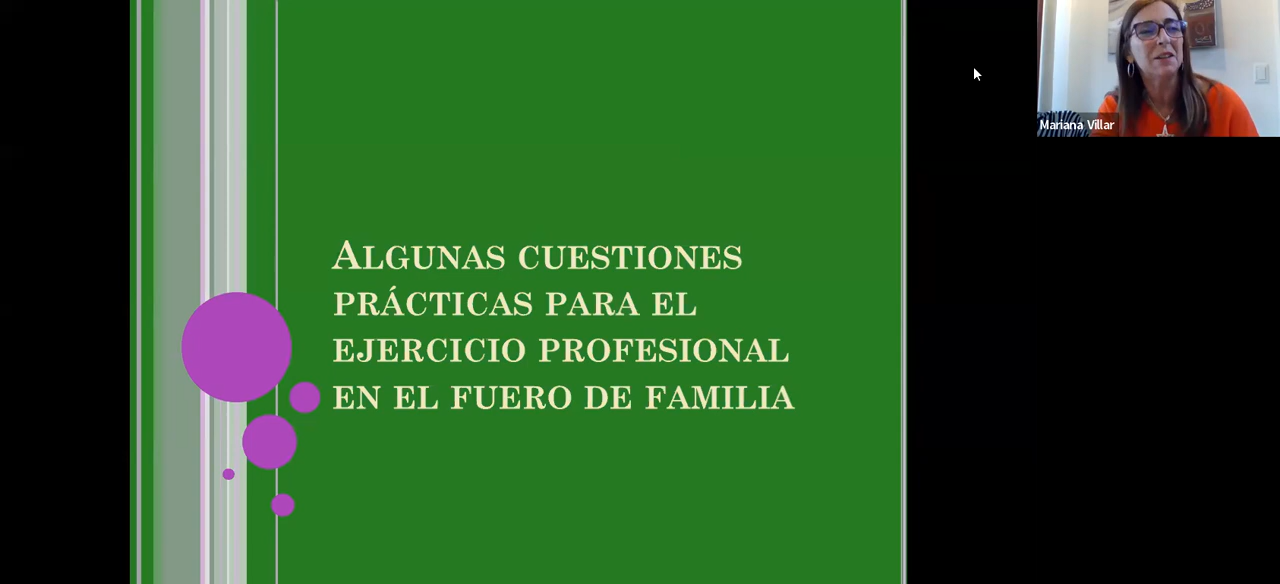 Mariana Villar
Algunas cuestiones
prácticas para el
ejercicio profesional
en el fuero de familia